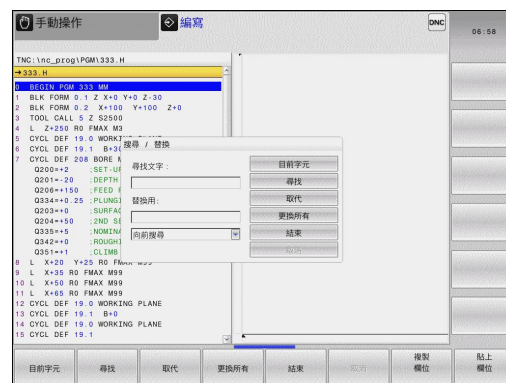 手動操作
編寫
DNC
06:58
TNC:\nc_prog\PGM\333.H
→333.H
0 BEGIN PGM 333 MM
1 BLK FORM 0.1 Z X+0 Y+0 Z-30
2 BLK FORM 0.2 X+100 Y+100 Z+0
3 TOOL CALL 5 Z S2500
4 L Z+250 R0 FMAX M3
5 CYCL DEF 19.0 WORKING PLANE
6 CYCL DEF 19.1 B+30
7 CYCL DEF 208 BORE M
Q200=+2 ;SET-UP
Q201=-20 ;DEPTH
Q206=+150 ;FEED R
Q334=+0.25 ;PLUNGI
Q203=+0 ;SURFAC
Q204=+50 ;2ND SE
Q335=+5 ;NOMINA
Q342=+0 ;ROUGHI
Q351=+1 ;CLIMB
8 L X+20 Y+25 R0 FMAX M99
9 L X+35 R0 FMAX M99
10 L X+50 R0 FMAX M99
11 L X+65 R0 FMAX M99
12 CYCL DEF 19.0 WORKING PLANE
13 CYCL DEF 19.1 B+0
14 CYCL DEF 19.0 WORKING PLANE
15 CYCL DEF 19.1
搜尋 / 替換
尋找文字:
替換用:
向前搜尋
目前字元
尋找
取代
更換所有
結束
取消
目前字元
尋找
取代
更換所有
結束
取消
複製
欄位
貼上
欄位